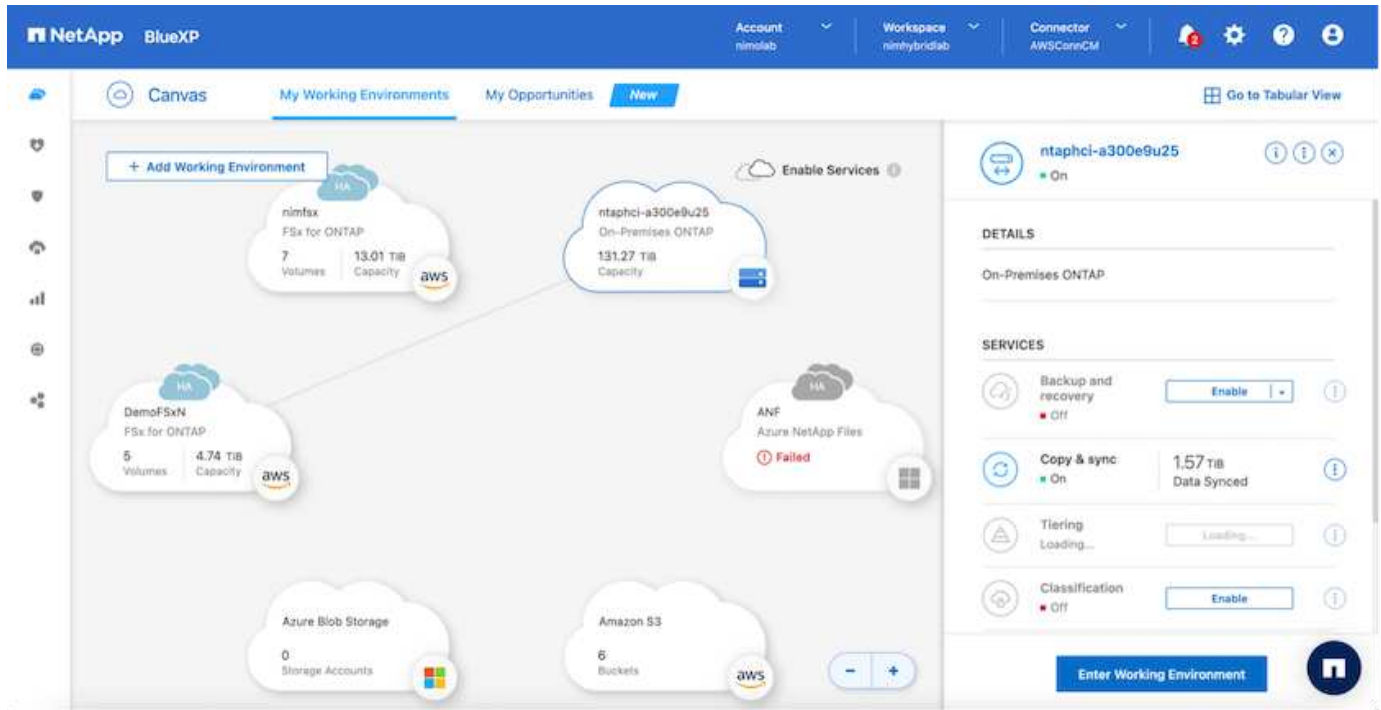 NetApp BlueXP
Account
nimolab
Workspace
nimhybridlab
Connector
AWSConnCM
2
Canvas
My Working Environments
My Opportunities
New
Go to Tabular View
+ Add Working Environment
Enable Services
HA
nimfsx
FSx for ONTAP
7
Volumes
13.01 TiB
Capacity
aws
ntaphci-a300e9u25
On-Premises ONTAP
131.27 TiB
Capacity
HA
DemoFSxN
FSx for ONTAP
5
Volumes
4.74 TiB
Capacity
aws
HA
ANF
Azure NetApp Files
Failed
Azure Blob Storage
0
Storage Accounts
Amazon S3
6
Buckets
aws
- +
ntaphci-a300e9u25
On
DETAILS
On-Premises ONTAP
SERVICES
Backup and
recovery
Off
Enable
Copy & sync
On
1.57 TiB
Data Synced
Tiering
Loading...
Loading...
Classification
Off
Enable
Enter Working Environment